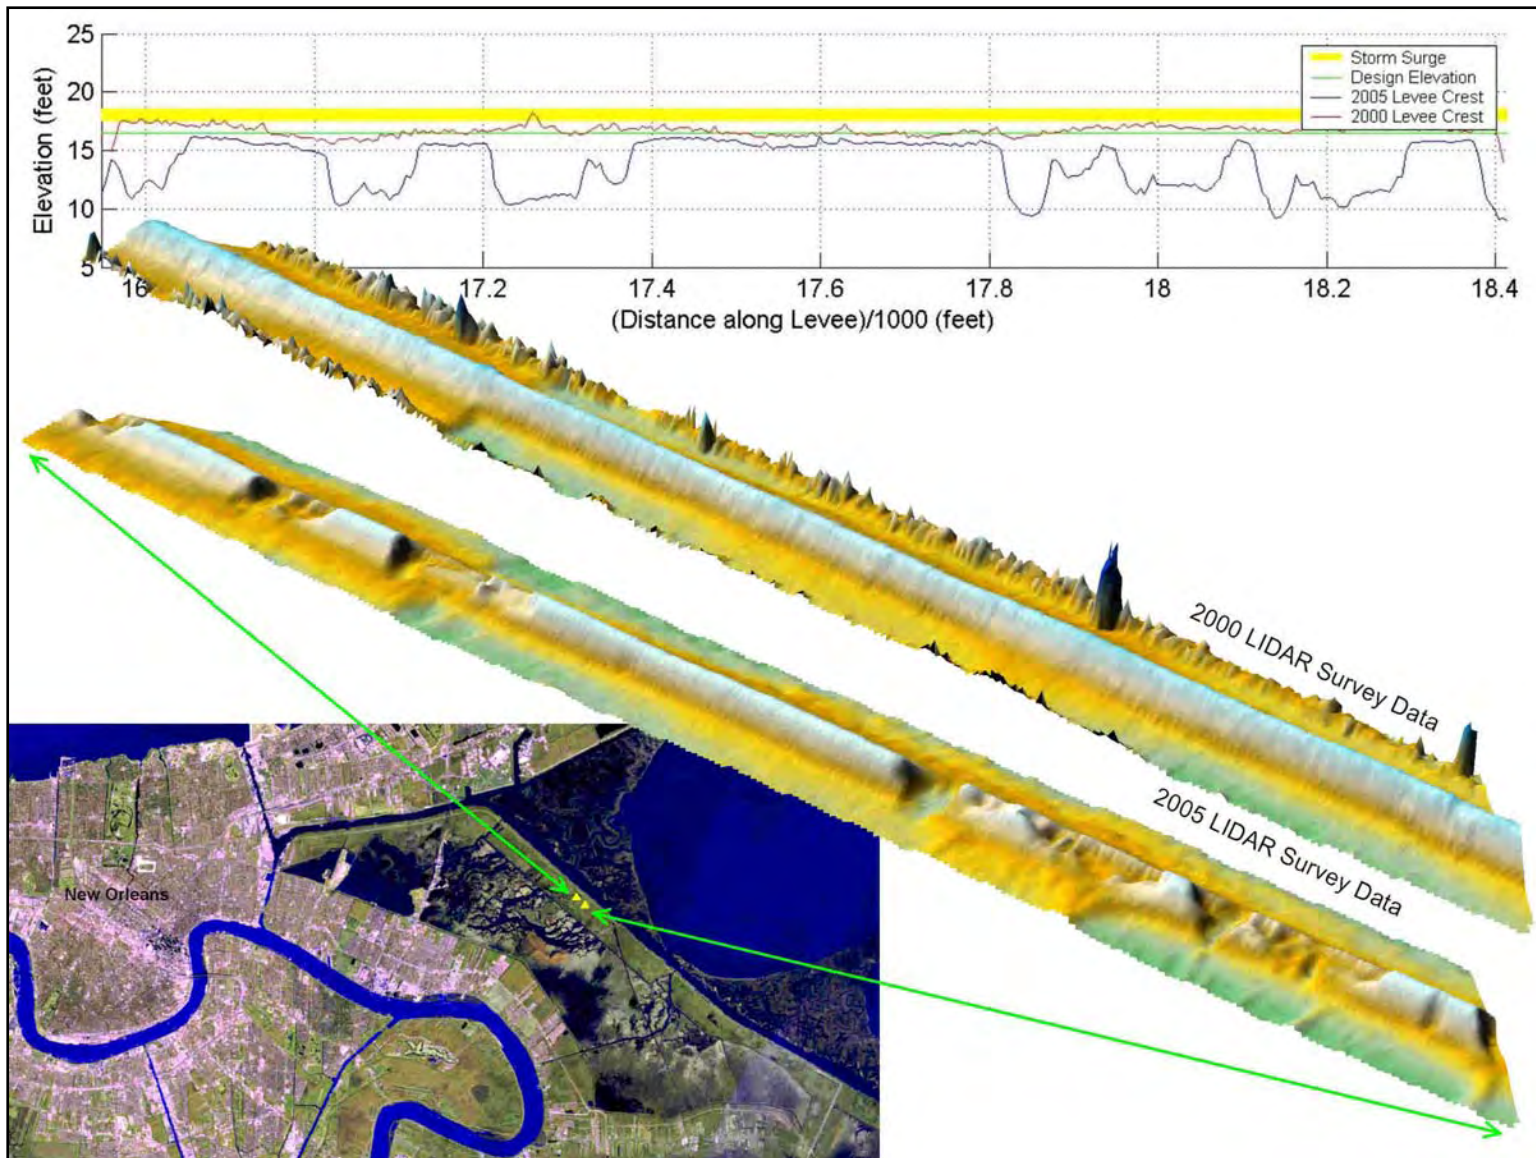 25
20
15
10
5
Elevation (feet)
Storm Surge
Design Elevation
2005 Levee Crest
2000 Levee Crest
16
17.2
17.4
17.6
17.8
18
18.2
18.4
(Distance along Levee)/1000 (feet)
2000 LIDAR Survey Data
2005 LIDAR Survey Data
New Orleans